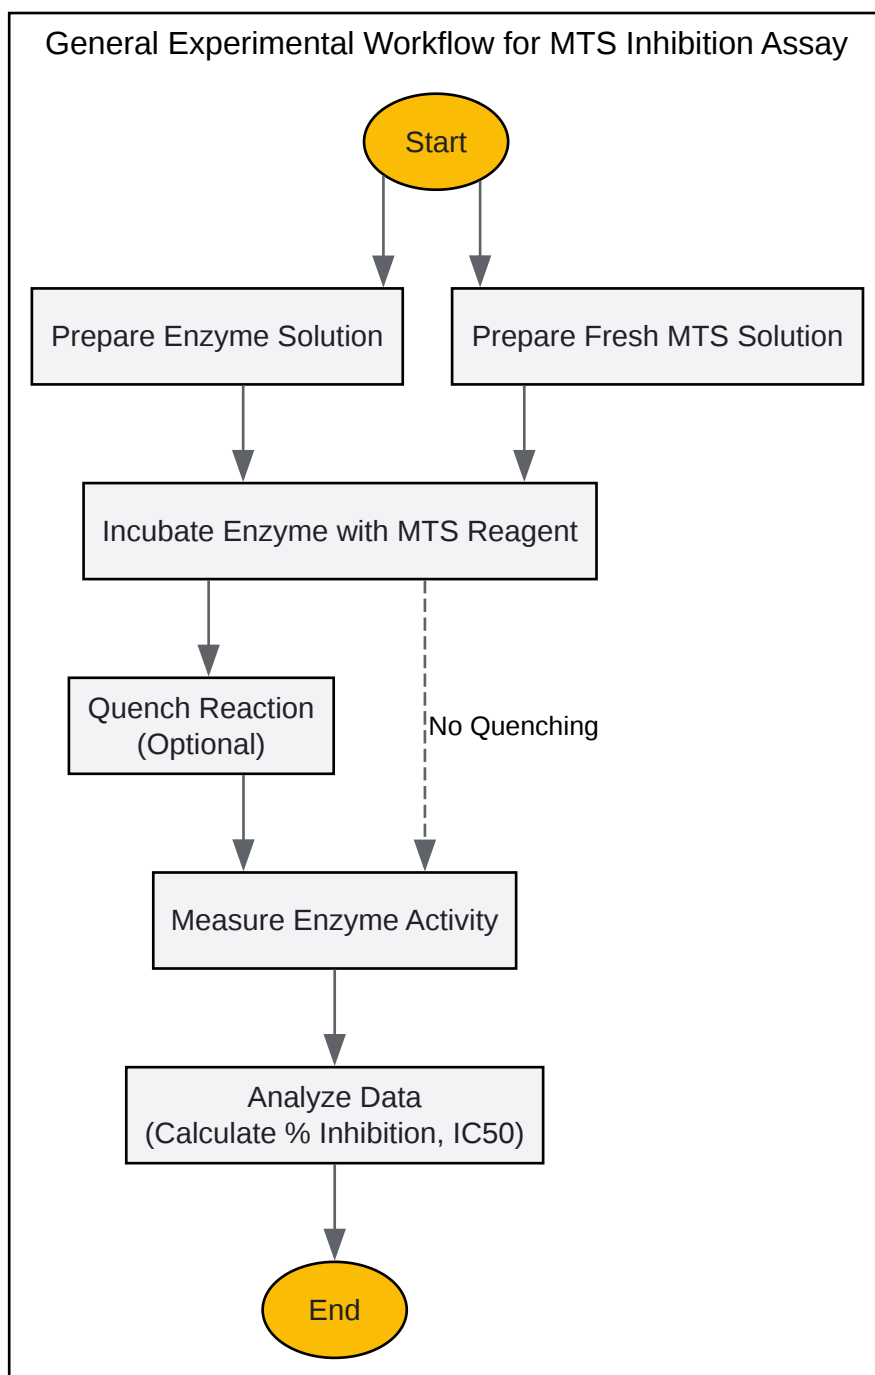 General Experimental Workflow for MTS Inhibition Assay
Start
Prepare Enzyme Solution
Prepare Fresh MTS Solution
Incubate Enzyme with MTS Reagent
Quench Reaction
(Optional)
No Quenching
Measure Enzyme Activity
Analyze Data
(Calculate % Inhibition, IC50)
End